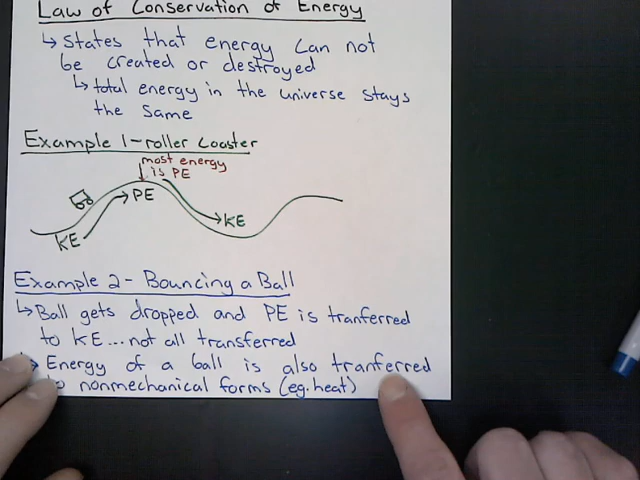 Law of Conservation of Energy
↳ States that energy can not
be created or destroyed
↳ total energy in the universe stays
the same
Example 1-roller coaster
most energy
is PE
PE
KE
KE
Example 2- Bouncing a Ball
↳ Ball gets dropped and PE is tranferred
to KE...not all transferred
↳ Energy of a ball is also tranferred
to nonmechanical forms (eg. heat)